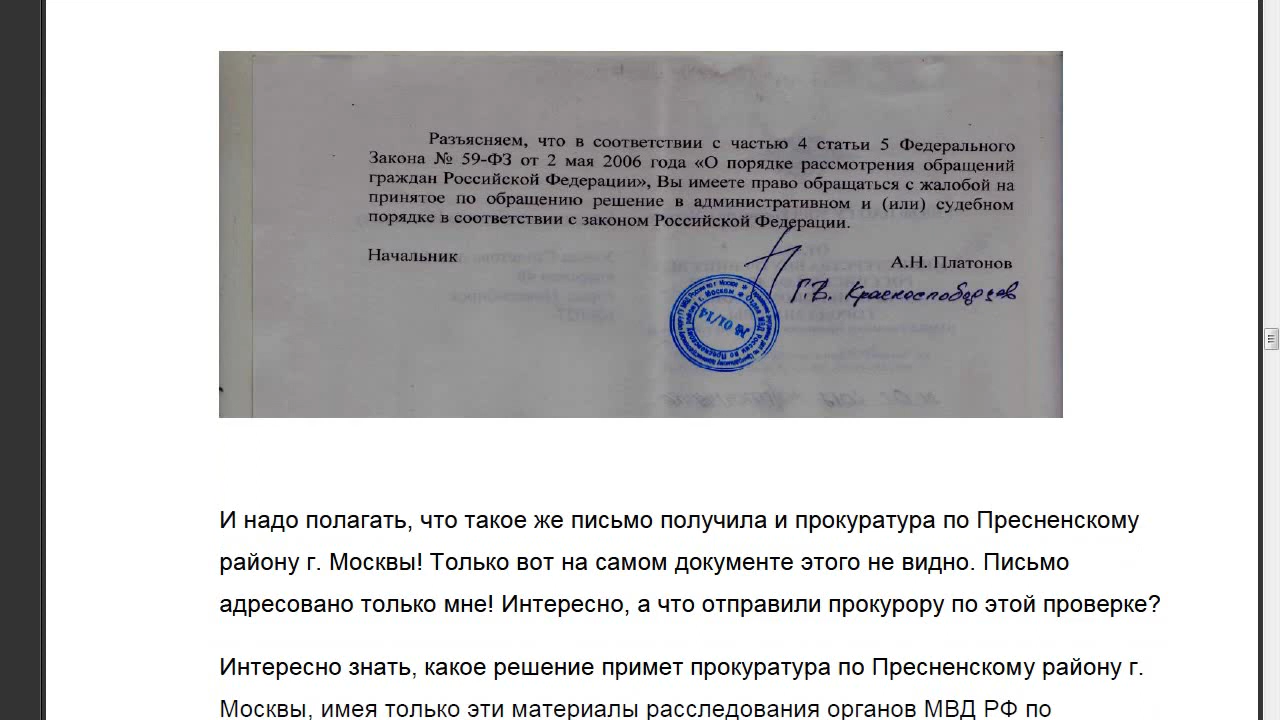 Разъясняем, что в соответствии с частью 4 статьи 5 Федерального
Закона № 59-ФЗ от 2 мая 2006 года «О порядке рассмотрения обращений
граждан Российской Федерации», Вы имеете право обращаться с жалобой на
принятое по обращению решение в административном и (или) судебном
порядке в соответствии с законом Российской Федерации.
Начальник
А.Н. Платонов
№ 01/14
И надо полагать, что такое же письмо получила и прокуратура по Пресненскому
району г. Москвы! Только вот на самом документе этого не видно. Письмо
адресовано только мне! Интересно, а что отправили прокурору по этой проверке?
Интересно знать, какое решение примет прокуратура по Пресненскому району г.
Москвы, имея только эти материалы расследования органов МВД РФ по